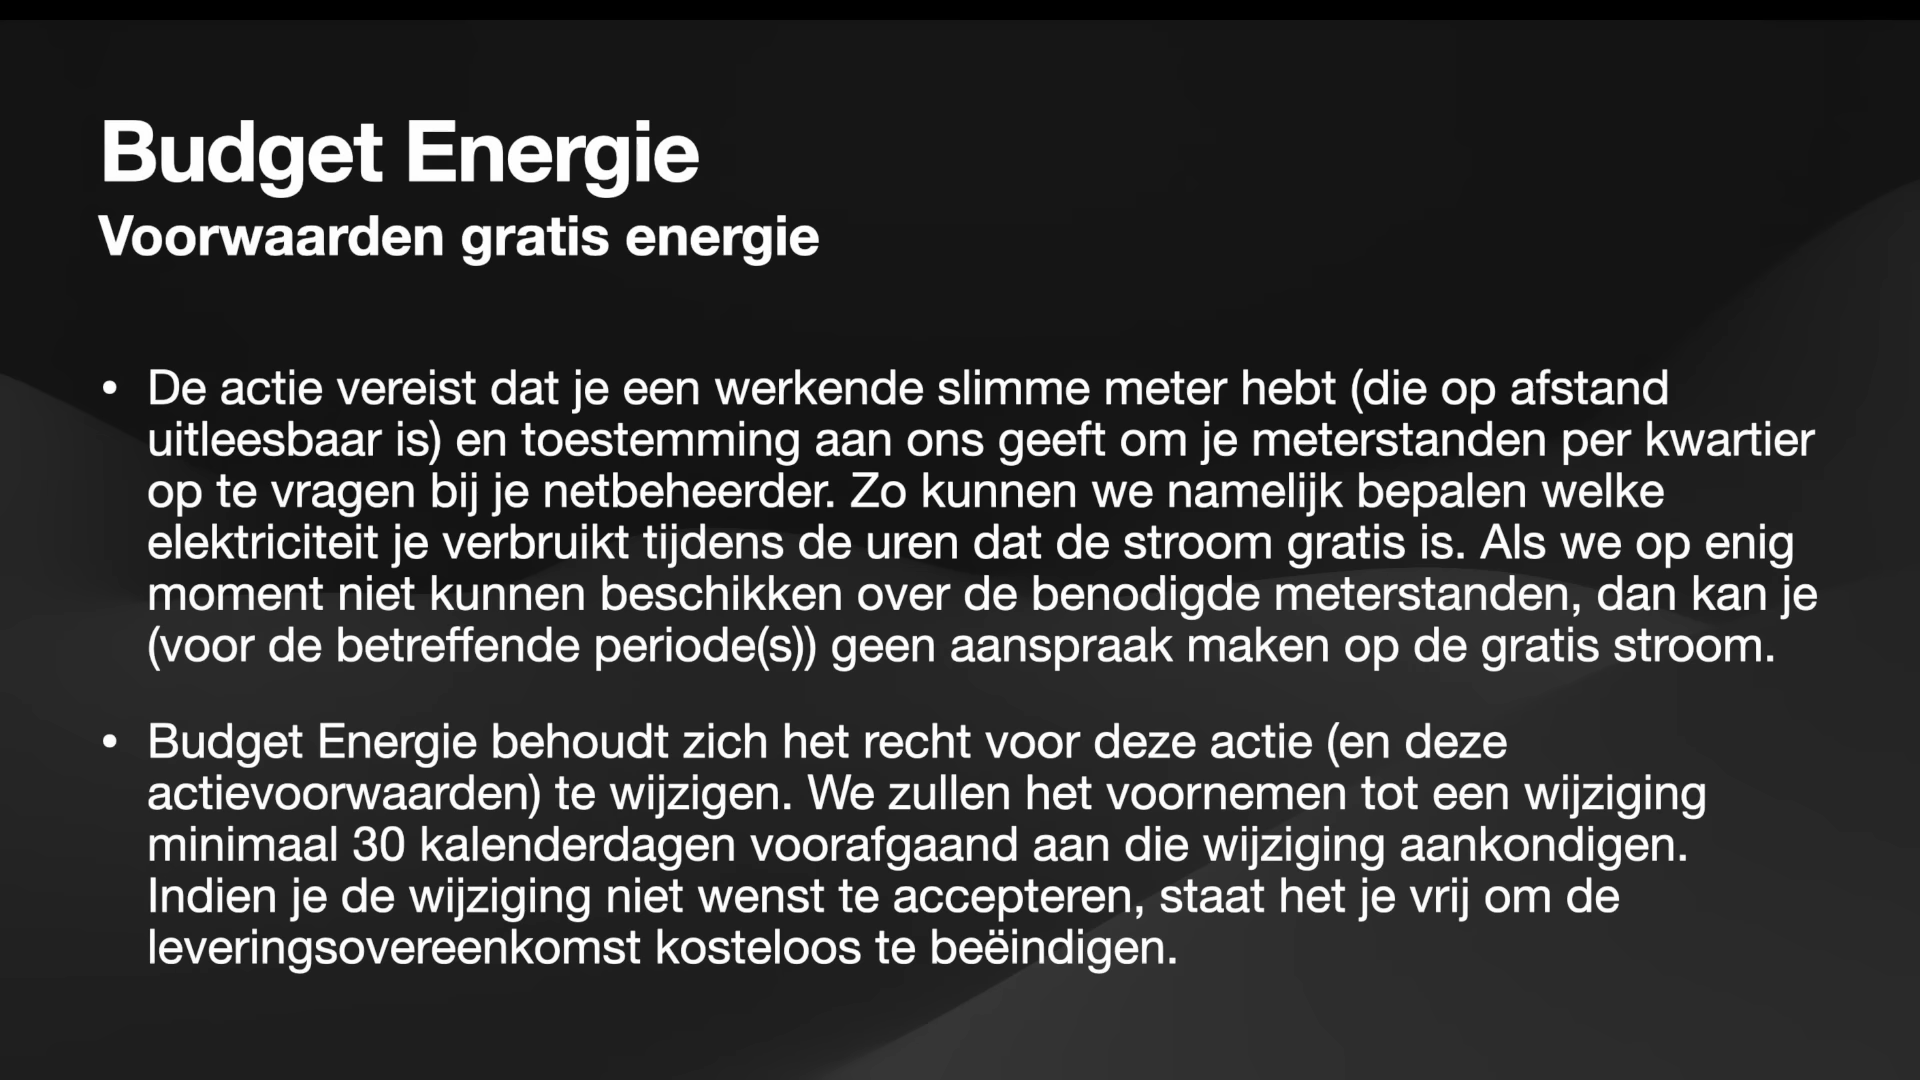 Budget Energie
Voorwaarden gratis energie
• De actie vereist dat je een werkende slimme meter hebt (die op afstand
uitleesbaar is) en toestemming aan ons geeft om je meterstanden per kwartier
op te vragen bij je netbeheerder. Zo kunnen we namelijk bepalen welke
elektriciteit je verbruikt tijdens de uren dat de stroom gratis is. Als we op enig
moment niet kunnen beschikken over de benodigde meterstanden, dan kan je
(voor de betreffende periode(s)) geen aanspraak maken op de gratis stroom.
• Budget Energie behoudt zich het recht voor deze actie (en deze
actievoorwaarden) te wijzigen. We zullen het voornemen tot een wijziging
minimaal 30 kalenderdagen voorafgaand aan die wijziging aankondigen.
Indien je de wijziging niet wenst te accepteren, staat het je vrij om de
leveringsovereenkomst kosteloos te beëindigen.